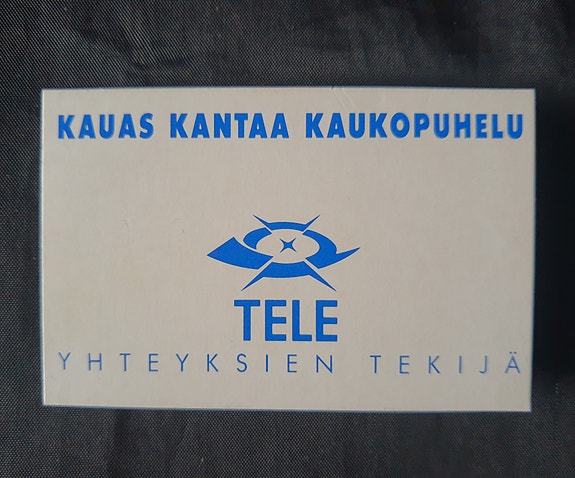 KAUAS KANTAA KAUKOPUHELU
TELE
YHTEYKSIEN TEKIJÄ